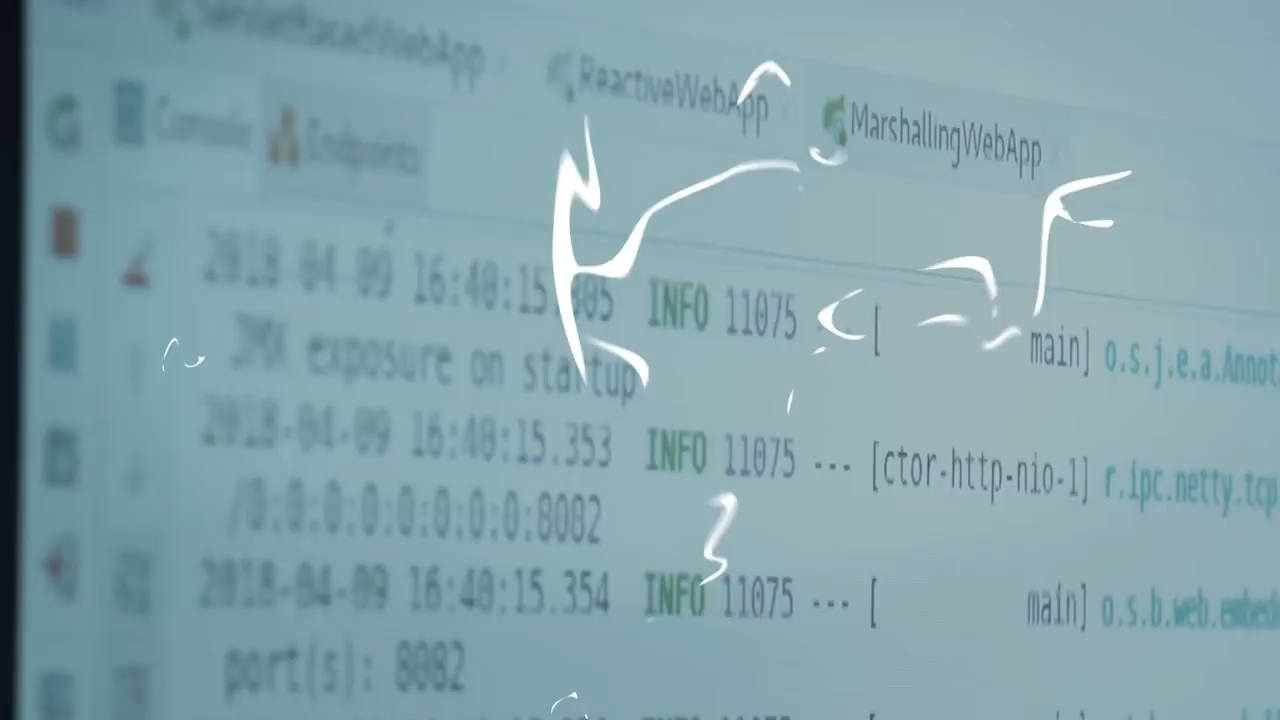 ServletBasedWebApp ReactiveWebApp MarshallingWebApp
Console Endpoints
2018-04-09 16:40:15.305 INFO 11075 --- [ main] o.s.j.e.a.Annot
JMX exposure on startup
2018-04-09 16:40:15.353 INFO 11075 --- [ctor-http-nio-1] r.ipc.netty.tcp
/0:0:0:0:0:0:0:0:8082
2018-04-09 16:40:15.354 INFO 11075 --- [ main] o.s.b.web.embed
port(s): 8082